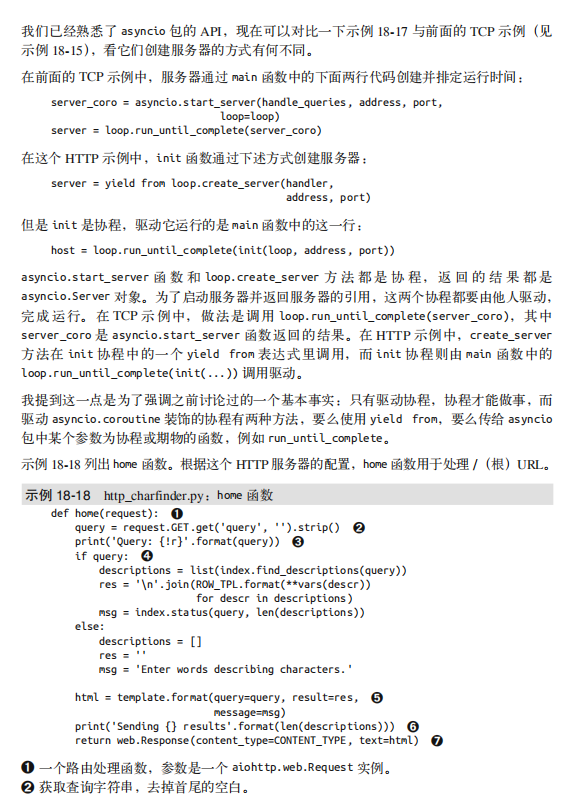 我们已经熟悉了 asyncio 包的 API，现在可以对比一下示例 18-17 与前面的 TCP 示例（见
示例 18-15），看它们创建服务器的方式有何不同。
在前面的 TCP 示例中，服务器通过 main 函数中的下面两行代码创建并排定运行时间：
server_coro = asyncio.start_server(handle_queries, address, port,
loop=loop)
server = loop.run_until_complete(server_coro)
在这个 HTTP 示例中，init 函数通过下述方式创建服务器：
server = yield from loop.create_server(handler,
address, port)
但是 init 是协程，驱动它运行的是 main 函数中的这一行：
host = loop.run_until_complete(init(loop, address, port))
asyncio.start_server 函数和 loop.create_server 方法都是协程，返回的结果都是
asyncio.Server 对象。为了启动服务器并返回服务器的引用，这两个协程都要由他人驱动，
完成运行。在 TCP 示例中，做法是调用 loop.run_until_complete(server_coro)，其中
server_coro 是 asyncio.start_server 函数返回的结果。在 HTTP 示例中，create_server
方法在 init 协程中的一个 yield from 表达式里调用，而 init 协程则由 main 函数中的
loop.run_until_complete(init(...)) 调用驱动。
我提到这一点是为了强调之前讨论过的一个基本事实：只有驱动协程，协程才能做事，而
驱动 asyncio.coroutine 装饰的协程有两种方法，要么使用 yield from，要么传给 asyncio
包中某个参数为协程或期物的函数，例如 run_until_complete。
示例 18-18 列出 home 函数。根据这个 HTTP 服务器的配置，home 函数用于处理 /（根）URL。
示例 18-18 http_charfinder.py：home 函数
def home(request): ❶
query = request.GET.get('query', '').strip() ❷
print('Query: {!r}'.format(query)) ❸
if query: ❹
descriptions = list(index.find_descriptions(query))
res = '\n'.join(ROW_TPL.format(**vars(descr))
for descr in descriptions)
msg = index.status(query, len(descriptions))
else:
descriptions = []
res = ''
msg = 'Enter words describing characters.'
html = template.format(query=query, result=res, ❺
message=msg)
print('Sending {} results'.format(len(descriptions))) ❻
return web.Response(content_type=CONTENT_TYPE, text=html) ❼
❶ 一个路由处理函数，参数是一个 aiohttp.web.Request 实例。
❷ 获取查询字符串，去掉首尾的空白。